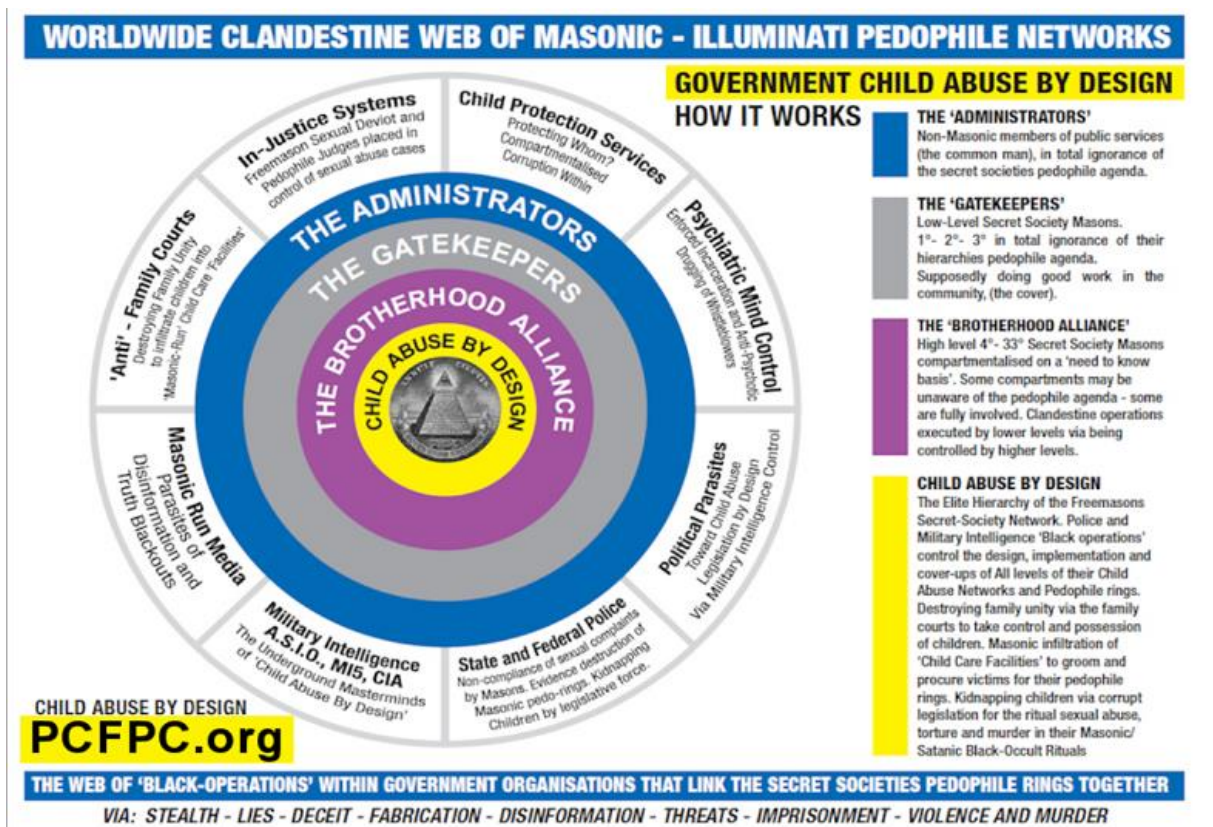 WORLDWIDE CLANDESTINE WEB OF MASONIC - ILLUMINATI PEDOPHILE NETWORKS
GOVERNMENT CHILD ABUSE BY DESIGN
HOW IT WORKS
In-Justice Systems
Freemason Sexual Deviot and
Pedophile Judges placed in
control of sexual abuse cases
Child Protection Services
Protecting Whom?
Compartmentalised
Corruption Within
Psychiatric Mind Control
Enforced Incarceration and Anti-Psychotic
Drugging of Whistleblowers
Political Parasites
Toward Child Abuse
Legislation by Design
Via Military Intelligence Control
State and Federal Police
Non-compliance of sexual complaints
by Masons. Evidence destruction of
Masonic pedo-rings. Kidnapping
Children by legislative force.
Military Intelligence
A.S.I.O., MI5, CIA
The Underground Masterminds
of 'Child Abuse By Design'
Masonic Run Media
Parasites of
Disinformation and
Truth Blackouts
'Anti' - Family Courts
Destroying Family Unity
to infiltrate children into
'Masonic-Run' Child Care 'Facilities'
THE ADMINISTRATORS
THE GATEKEEPERS
THE BROTHERHOOD ALLIANCE
CHILD ABUSE BY DESIGN
ANNUIT COEPTIS
THE 'ADMINISTRATORS'
Non-Masonic members of public services
(the common man), in total ignorance of
the secret societies pedophile agenda.
THE 'GATEKEEPERS'
Low-Level Secret Society Masons.
1°- 2°- 3° in total ignorance of their
hierarchies pedophile agenda.
Supposedly doing good work in the
community, (the cover).
THE 'BROTHERHOOD ALLIANCE'
High level 4°- 33° Secret Society Masons
compartmentalised on a 'need to know
basis'. Some compartments may be
unaware of the pedophile agenda - some
are fully involved. Clandestine operations
executed by lower levels via being
controlled by higher levels.
CHILD ABUSE BY DESIGN
The Elite Hierarchy of the Freemasons
Secret-Society Network. Police and
Military Intelligence 'Black operations'
control the design, implementation and
cover-ups of All levels of their Child
Abuse Networks and Pedophile rings.
Destroying family unity via the family
courts to take control and possession
of children. Masonic infiltration of
'Child Care Facilities' to groom and
procure victims for their pedophile
rings. Kidnapping children via corrupt
legislation for the ritual sexual abuse,
torture and murder in their Masonic/
Satanic Black-Occult Rituals
CHILD ABUSE BY DESIGN
PCFPC.org
THE WEB OF 'BLACK-OPERATIONS' WITHIN GOVERNMENT ORGANISATIONS THAT LINK THE SECRET SOCIETIES PEDOPHILE RINGS TOGETHER
VIA: STEALTH - LIES - DECEIT - FABRICATION - DISINFORMATION - THREATS - IMPRISONMENT - VIOLENCE AND MURDER